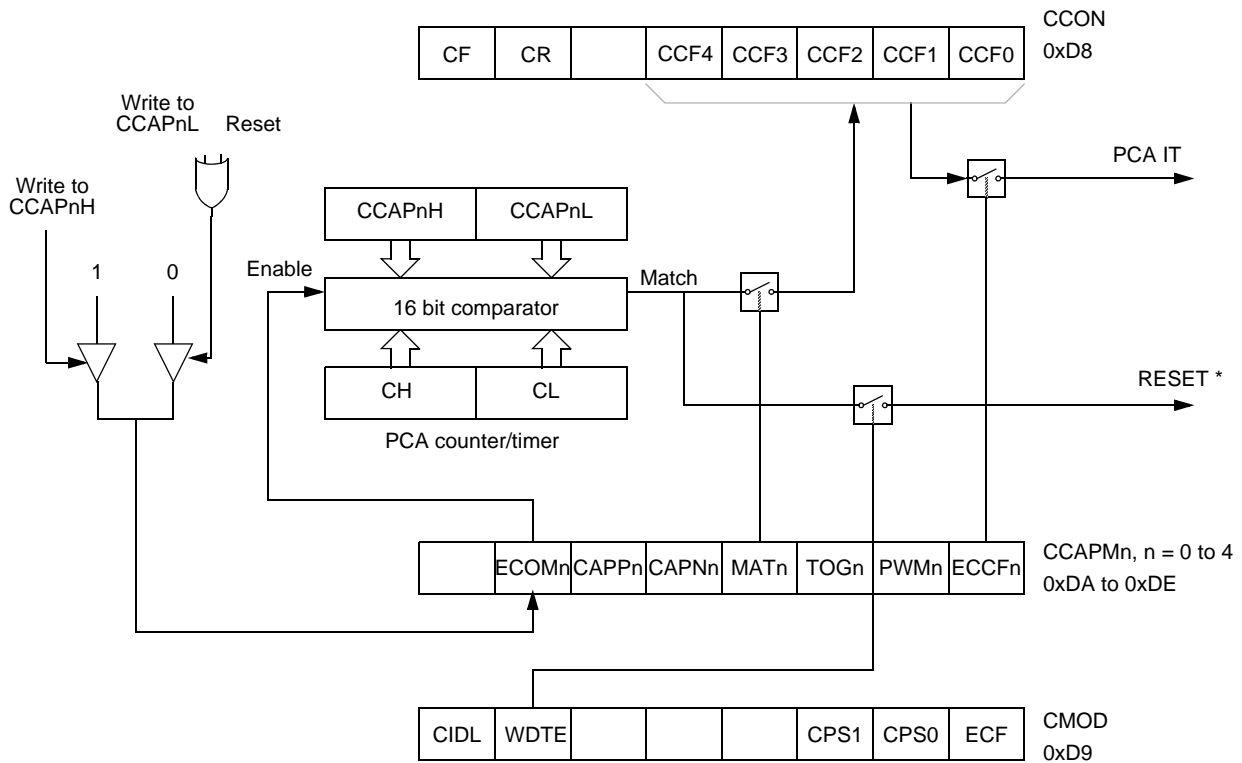 CF CR CCF4 CCF3 CCF2 CCF1 CCF0
CCON
0xD8
Write to
CCAPnL
Reset
Write to
CCAPnH
1 0
PCA IT
CCAPnH CCAPnL
Enable
16 bit comparator
Match
CH CL
PCA counter/timer
RESET *
ECOMn CAPPn CAPNn MATn TOGn PWMn ECCFn
CCAPMn, n = 0 to 4
0xDA to 0xDE
CIDL WDTE CPS1 CPS0 ECF
CMOD
0xD9